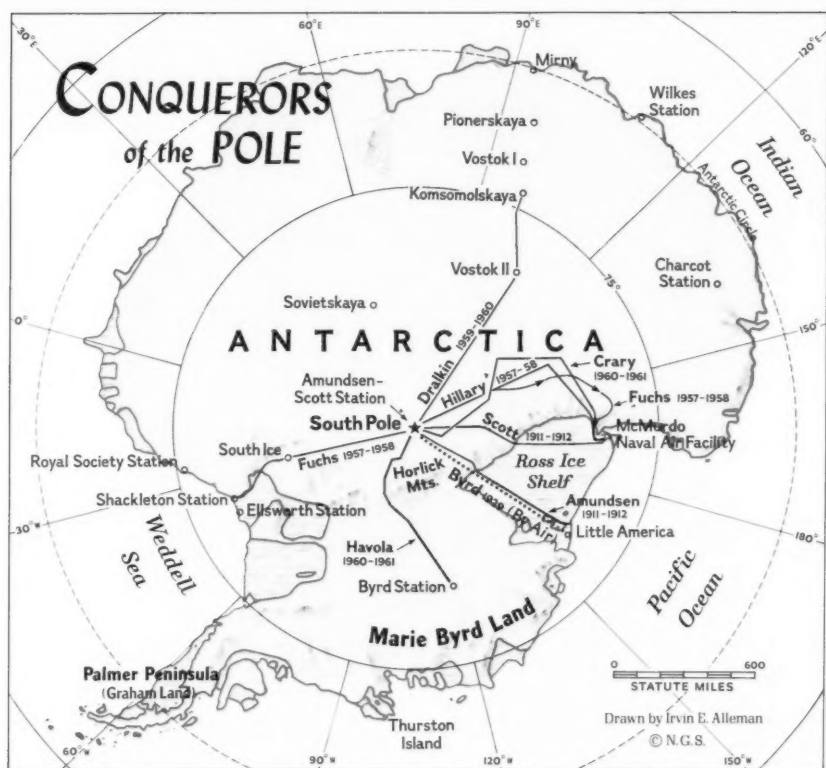 CONQUERORS
of the POLE
30°E
60°E
90°E
120°E
Mirny
Wilkes
Station
Pionerskaya
Vostok I
Komsomolskaya
60°
Indian
Ocean
Antarctic Circle
Vostok II
75°
Charcot
Station
Sovietskaya
0°
ANTARCTICA
150°E
Dralkin 1959-1960
Hillary 1957-58
Crary
1960-1961
Amundsen-
Scott Station
Fuchs 1957-1958
South Pole
Scott 1911-1912
McMurdo
Naval Air Facility
South Ice
Fuchs 1957-1958
Royal Society Station
Horlick
Mts.
Ross Ice
Shelf
Shackleton Station
Ellsworth Station
Byrd 1929 (By Air)
Amundsen
1911-1912
Little America
30°W
Weddell
Sea
Havola
1960-1961
180°
Byrd Station
Pacific
Ocean
Marie Byrd Land
Palmer Peninsula
(Graham Land)
0 600
STATUTE MILES
Thurston
Island
Drawn by Irvin E. Alleman
© N.G.S.
60°W
90°W
120°W
150°W